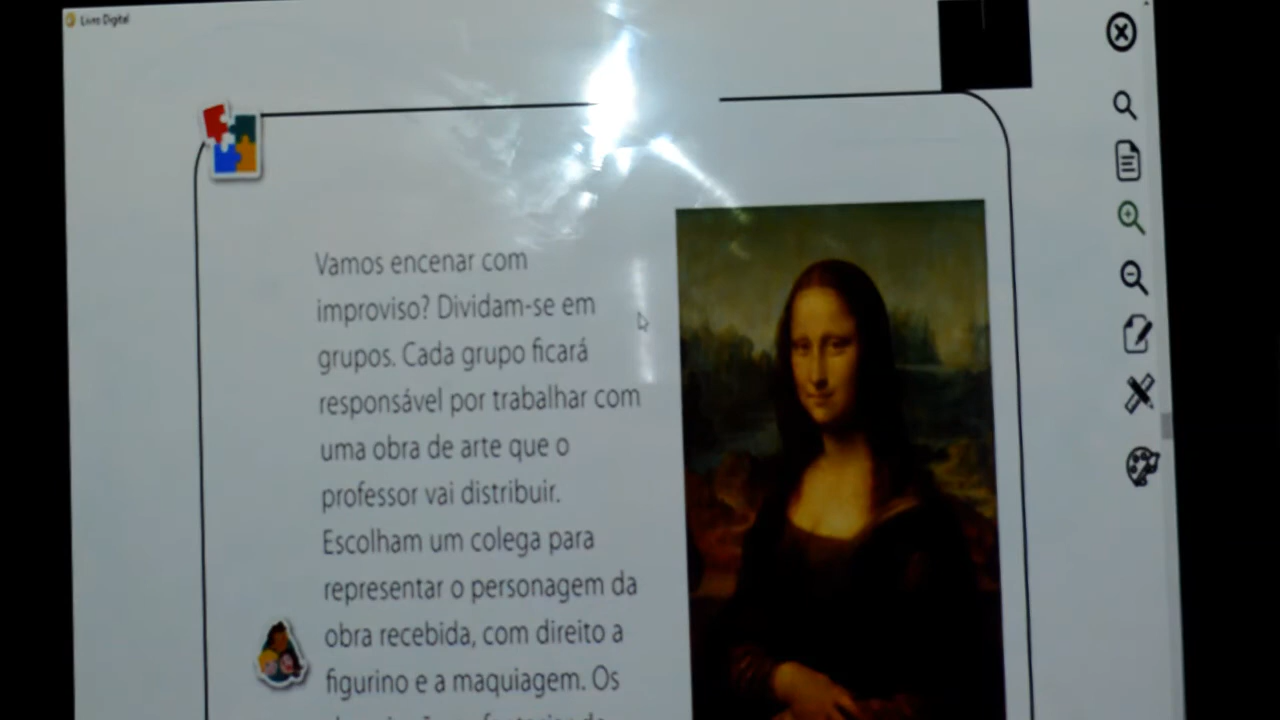 Livro Digital
Vamos encenar com
improviso? Dividam-se em
grupos. Cada grupo ficará
responsável por trabalhar com
uma obra de arte que o
professor vai distribuir.
Escolham um colega para
representar o personagem da
obra recebida, com direito a
figurino e a maquiagem. Os